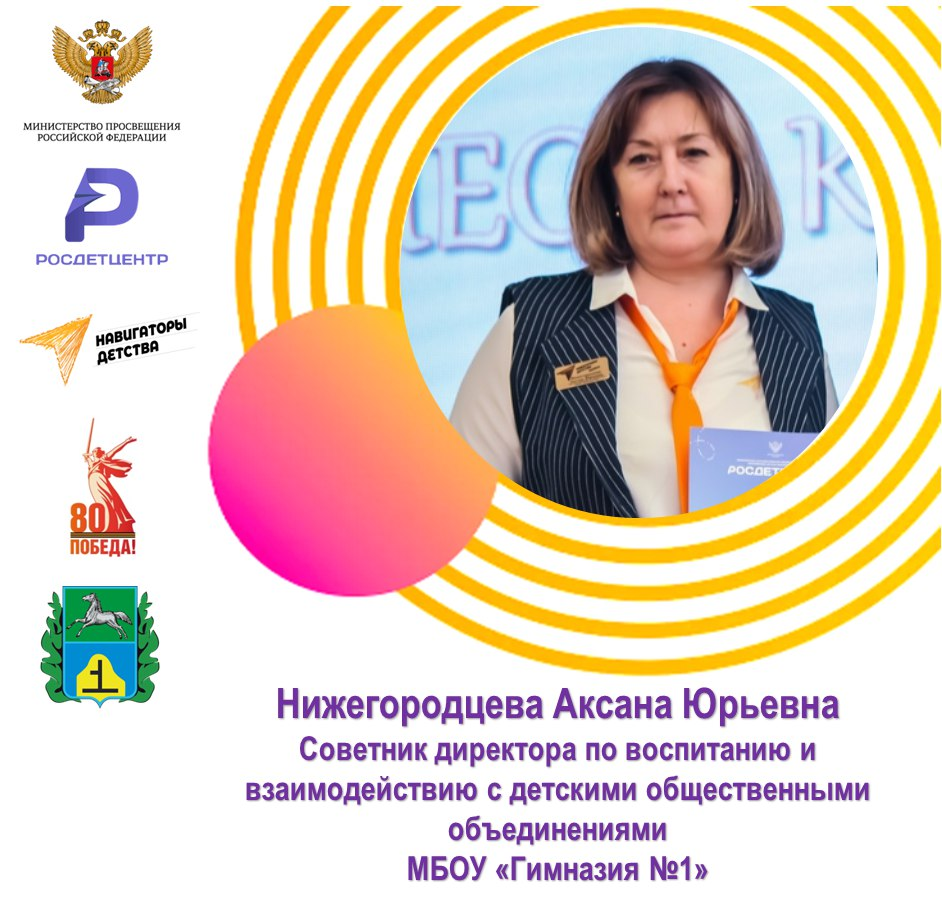 МИНИСТЕРСТВО ПРОСВЕЩЕНИЯ
РОССИЙСКОЙ ФЕДЕРАЦИИ
РОСДЕТЦЕНТР
НАВИГАТОРЫ
ДЕТСТВА
80
ПОБЕДА!
РОСДЕТ
Нижегородцева Аксана Юрьевна
Советник директора по воспитанию и
взаимодействию с детскими общественными
объединениями
МБОУ «Гимназия №1»